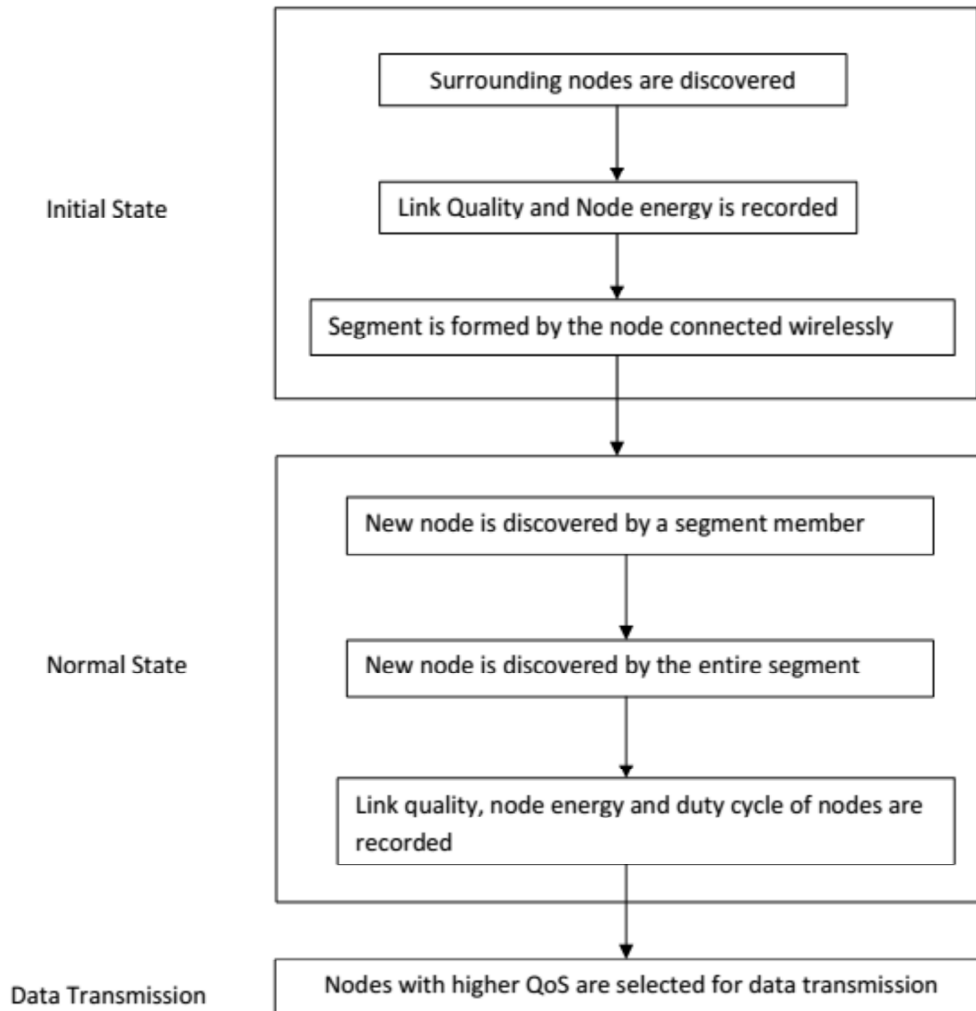 Surrounding nodes are discovered
Initial State
Link Quality and Node energy is recorded
Segment is formed by the node connected wirelessly
New node is discovered by a segment member
Normal State
New node is discovered by the entire segment
Link quality, node energy and duty cycle of nodes are
recorded
Data Transmission
Nodes with higher QoS are selected for data transmission